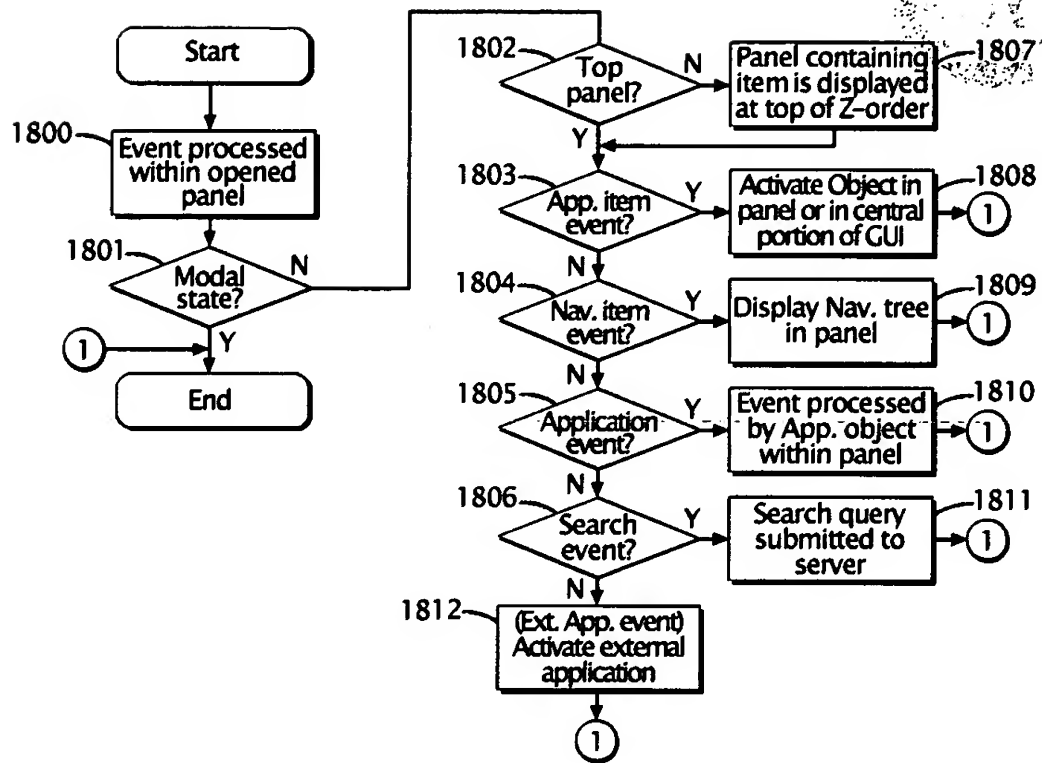 Start
1800
Event processed
within opened
panel
1801
Modal
state?
N
Y
1
End
1802
Top
panel?
N
Y
1807
Panel containing
item is displayed
at top of Z-order
1803
App. item
event?
Y
N
1808
Activate Object in
panel or in central
portion of GUI
1
1804
Nav. item
event?
Y
N
1809
Display Nav. tree
in panel
1
1805
Application
event?
Y
N
1810
Event processed
by App. object
within panel
1
1806
Search
event?
Y
N
1811
Search query
submitted to
server
1
1812
(Ext. App. event)
Activate external
application
1